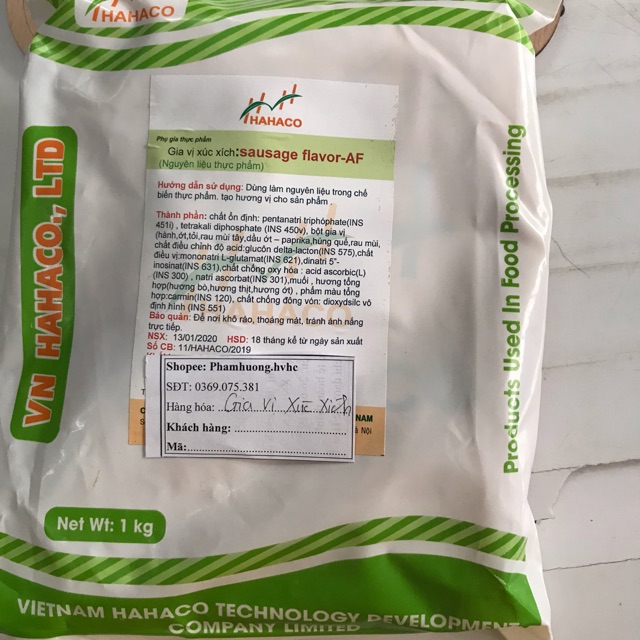 HAHACO
HAHACO
Phụ gia thực phẩm
Gia vị xúc xích:sausage flavor-AF
(Nguyên liệu thực phẩm)
Hướng dẫn sử dụng: Dùng làm nguyên liệu trong chế
biến thực phẩm. tạo hương vị cho sản phẩm .
Thành phần: chất ổn định: pentanatri triphophate(INS
451i) , tetrakali diphosphate (INS 450v), bột gia vị
(hành,ớt,tỏi,rau mùi tây,dầu ớt – paprika,húng quế,rau mùi,
chất điều chỉnh độ acid:glucôn delta-lacton(INS 575),chất
điều vị:mononatri L-glutamat(INS 621),dinatri 5"-
inosinat(INS 631),chất chống oxy hóa : acid ascorbic(L)
(INS 300) , natri ascorbat(INS 301),muối , hương tổng
hợp(hương bò,hương thịt,hương ớt) , phẩm màu tổng
hợp:carmin(INS 120), chất chống đông vón: dioxydsilc vô
định hình (INS 551)
Bảo quản: Để nơi khô ráo, thoáng mát, tránh ánh nắng
trực tiếp.
NSX: 13/01/2020 HSD: 18 tháng kể từ ngày sản xuất
Số CB: 11/HAHACO/2019
Shopee: Phamhuong.hvhc
SĐT: 0369.075.381
Hàng hóa: Gia vị xúc xích
Khách hàng:
Mã:
NAM
à Nội
VN HAHACO., LTD
Products Used In Food Processing
Net Wt: 1 kg
VIETNAM HAHACO TECHNOLOGY DEVELOPMENT
COMPANY LIMITED